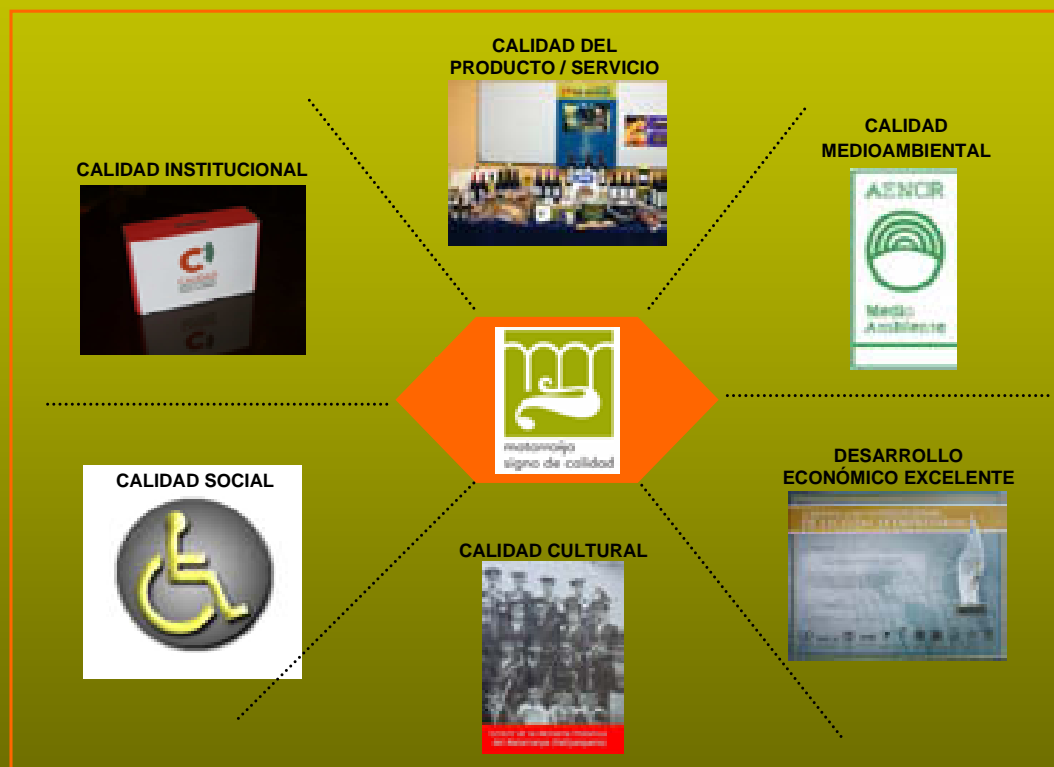 CALIDAD DEL
PRODUCTO / SERVICIO
CALIDAD INSTITUCIONAL
CALIDAD
MEDIOAMBIENTAL
AENOR
Medio
Ambiente
matarraña
signo de calidad
CALIDAD SOCIAL
CALIDAD CULTURAL
DESARROLLO
ECONÓMICO EXCELENTE